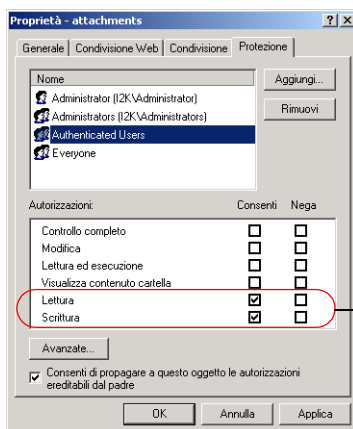 Proprietà - attachments
Generale Condivisione Web Condivisione Protezione
Nome
Aggiungi...
Administrator (I2K\Administrator)
Rimuovi
Administrators (I2K\Administrators)
Authenticated Users
Everyone
Autorizzazioni: Consenti Nega
Controllo completo
Modifica
Lettura ed esecuzione
Visualizza contenuto cartella
Lettura
Scrittura
Avanzate...
Consenti di propagare a questo oggetto le autorizzazioni
ereditabili dal padre
OK Annulla Applica